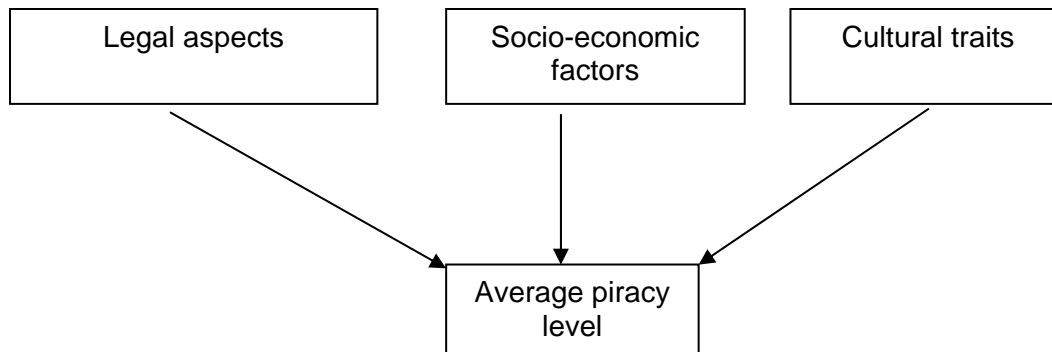 Legal aspects
Socio-economic
factors
Cultural traits
Average piracy
level